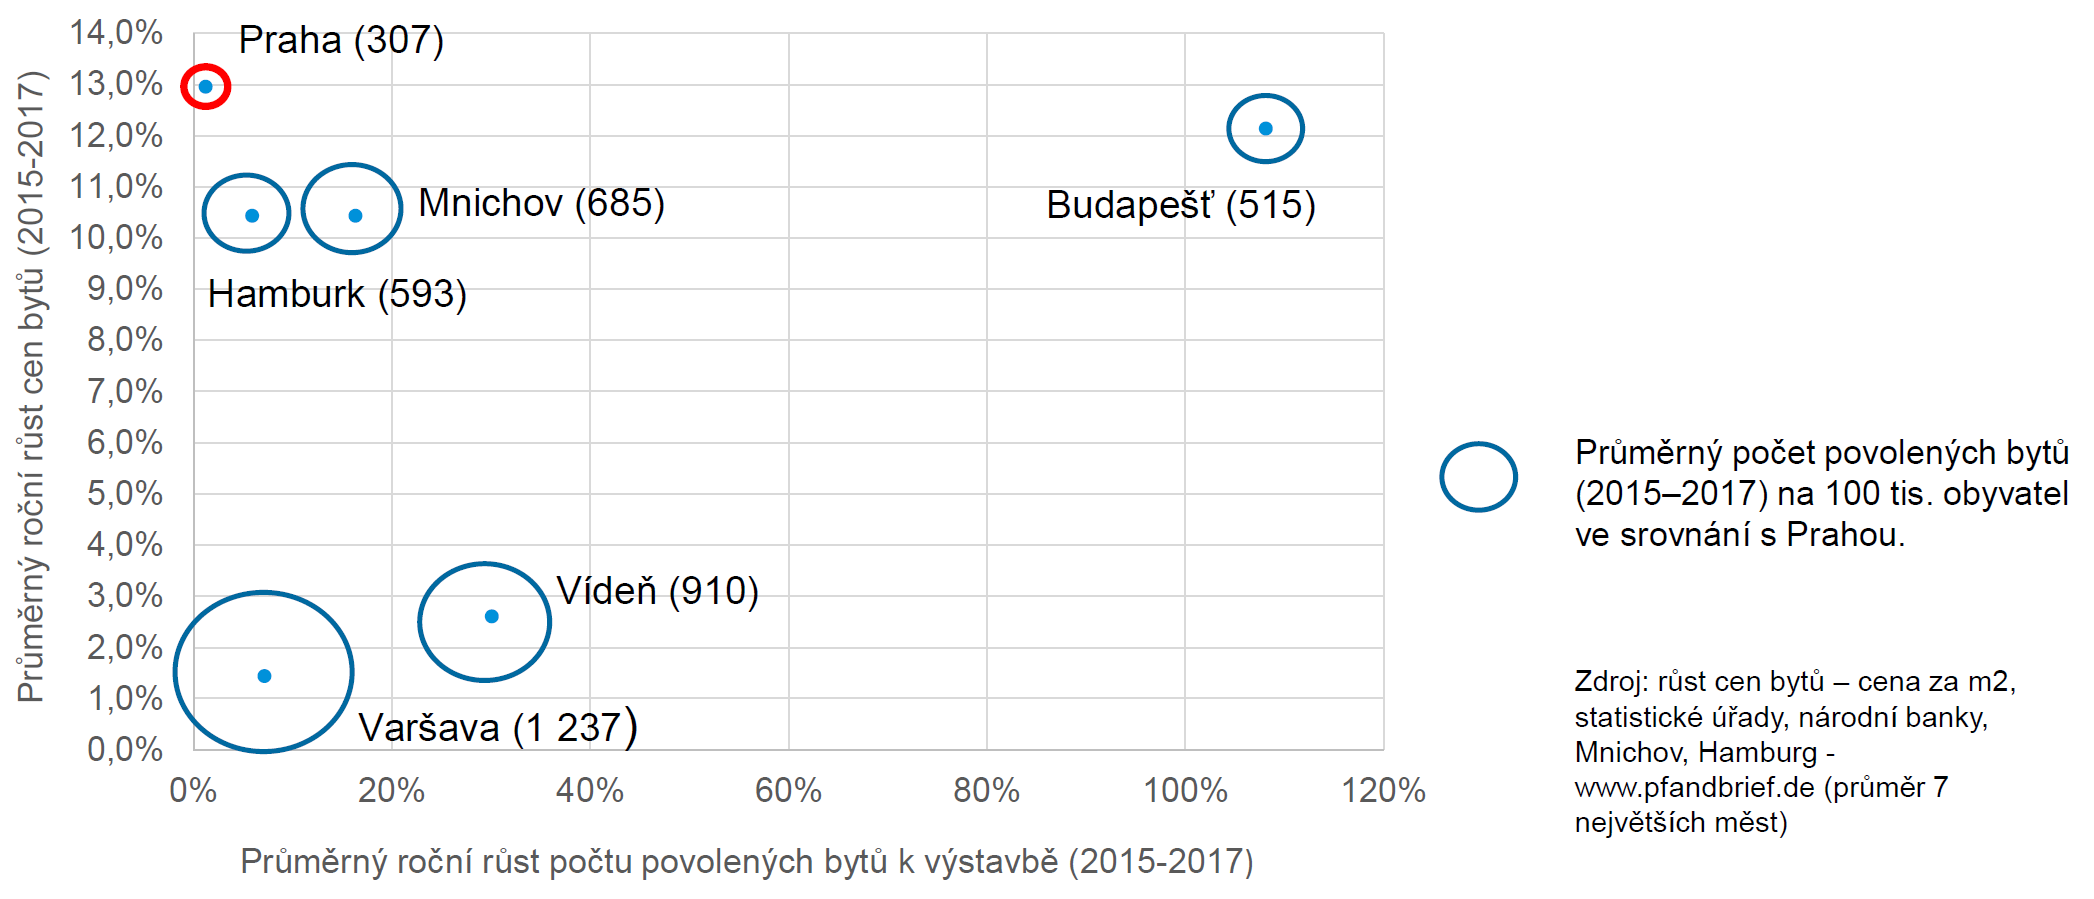 14,0%
13,0%
12,0%
11,0%
10,0%
9,0%
8,0%
7,0%
6,0%
5,0%
4,0%
3,0%
2,0%
1,0%
0,0%
Průměrný roční růst cen bytů (2015-2017)
Praha (307)
Mnichov (685)
Budapešť (515)
Hamburk (593)
Vídeň (910)
Varšava (1 237)
0%
20%
40%
60%
80%
100%
120%
Průměrný roční růst počtu povolených bytů k výstavbě (2015-2017)
Průměrný počet povolených bytů
(2015–2017) na 100 tis. obyvatel
ve srovnání s Prahou.
Zdroj: růst cen bytů – cena za m2,
statistické úřady, národní banky,
Mnichov, Hamburg -
www.pfandbrief.de (průměr 7
největších měst)